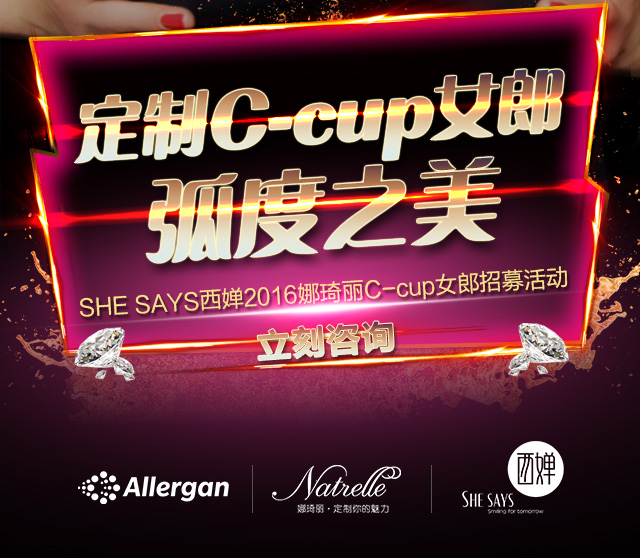 定制C-cup女郎
弧度之美
SHE SAYS西婵2016娜琦丽C-cup女郎招募活动
立刻咨询
Allergan
Natrelle
娜琦丽·定制你的魅力
西婵
SHE SAYS
Smiling for tomorrow